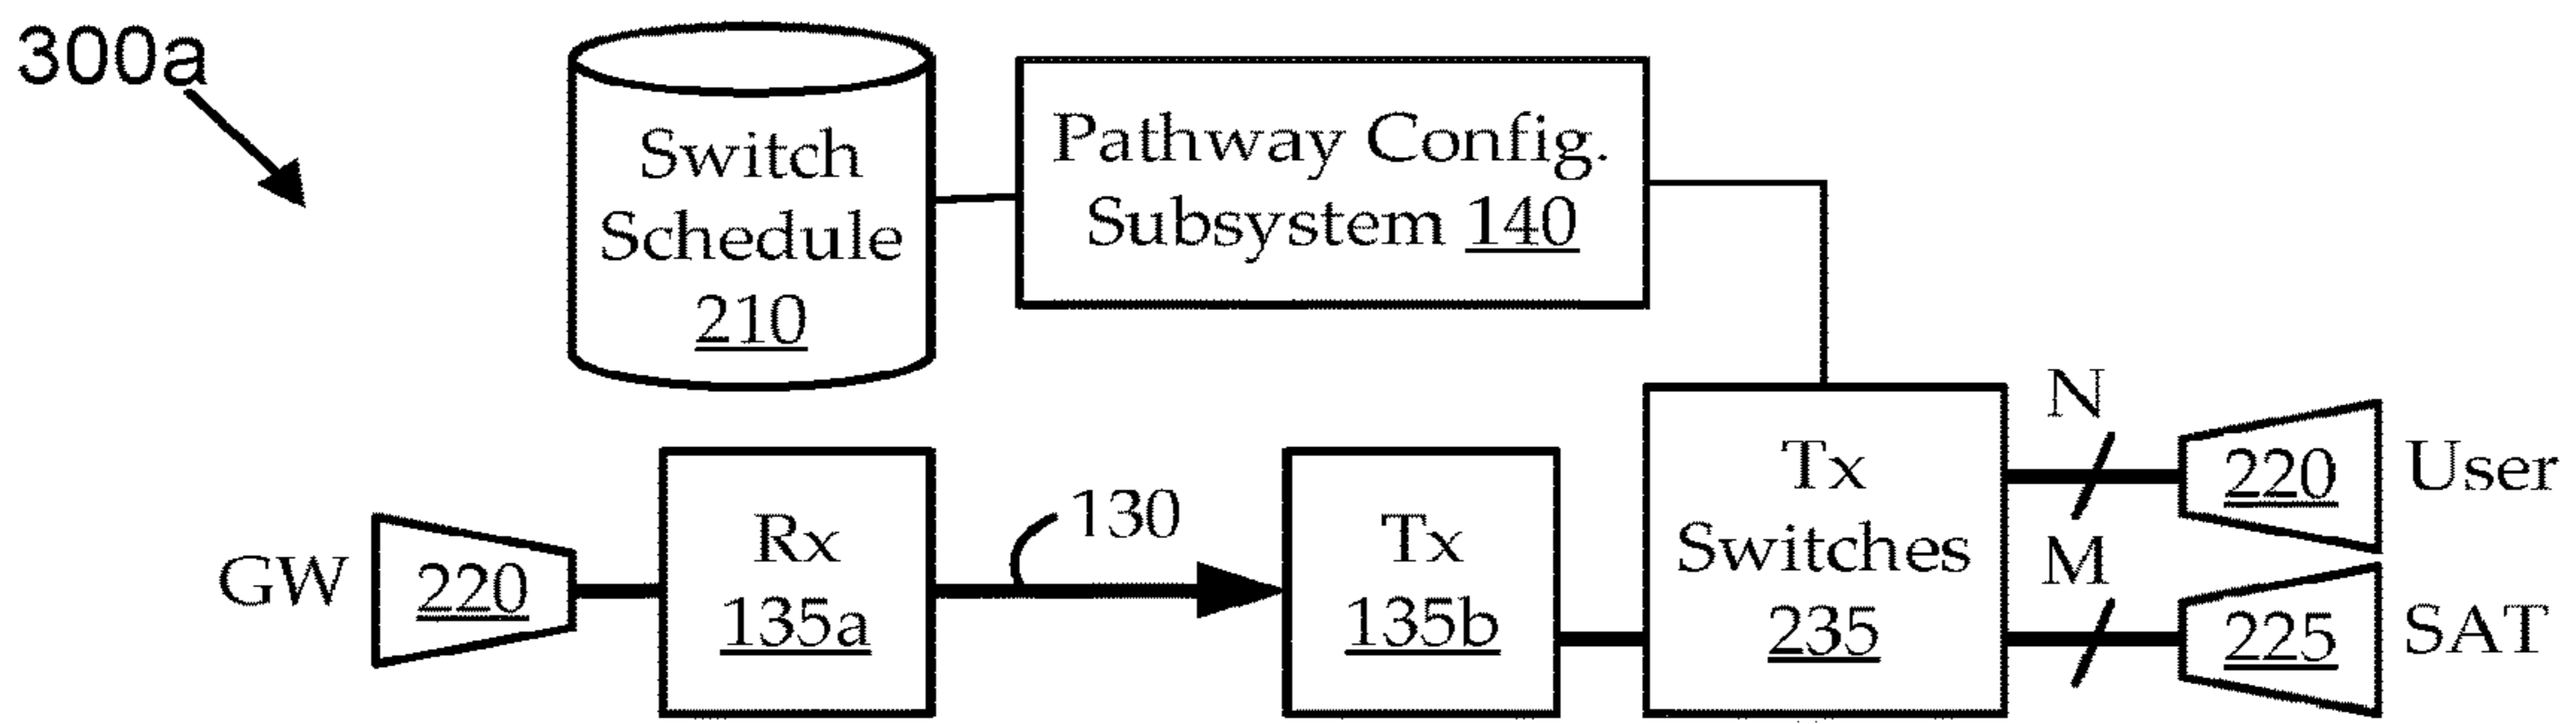 300a
Switch
Schedule
210
Pathway Config.
Subsystem 140
GW
220
Rx
135a
130
Tx
135b
Tx
Switches
235
N
220
User
M
225
SAT